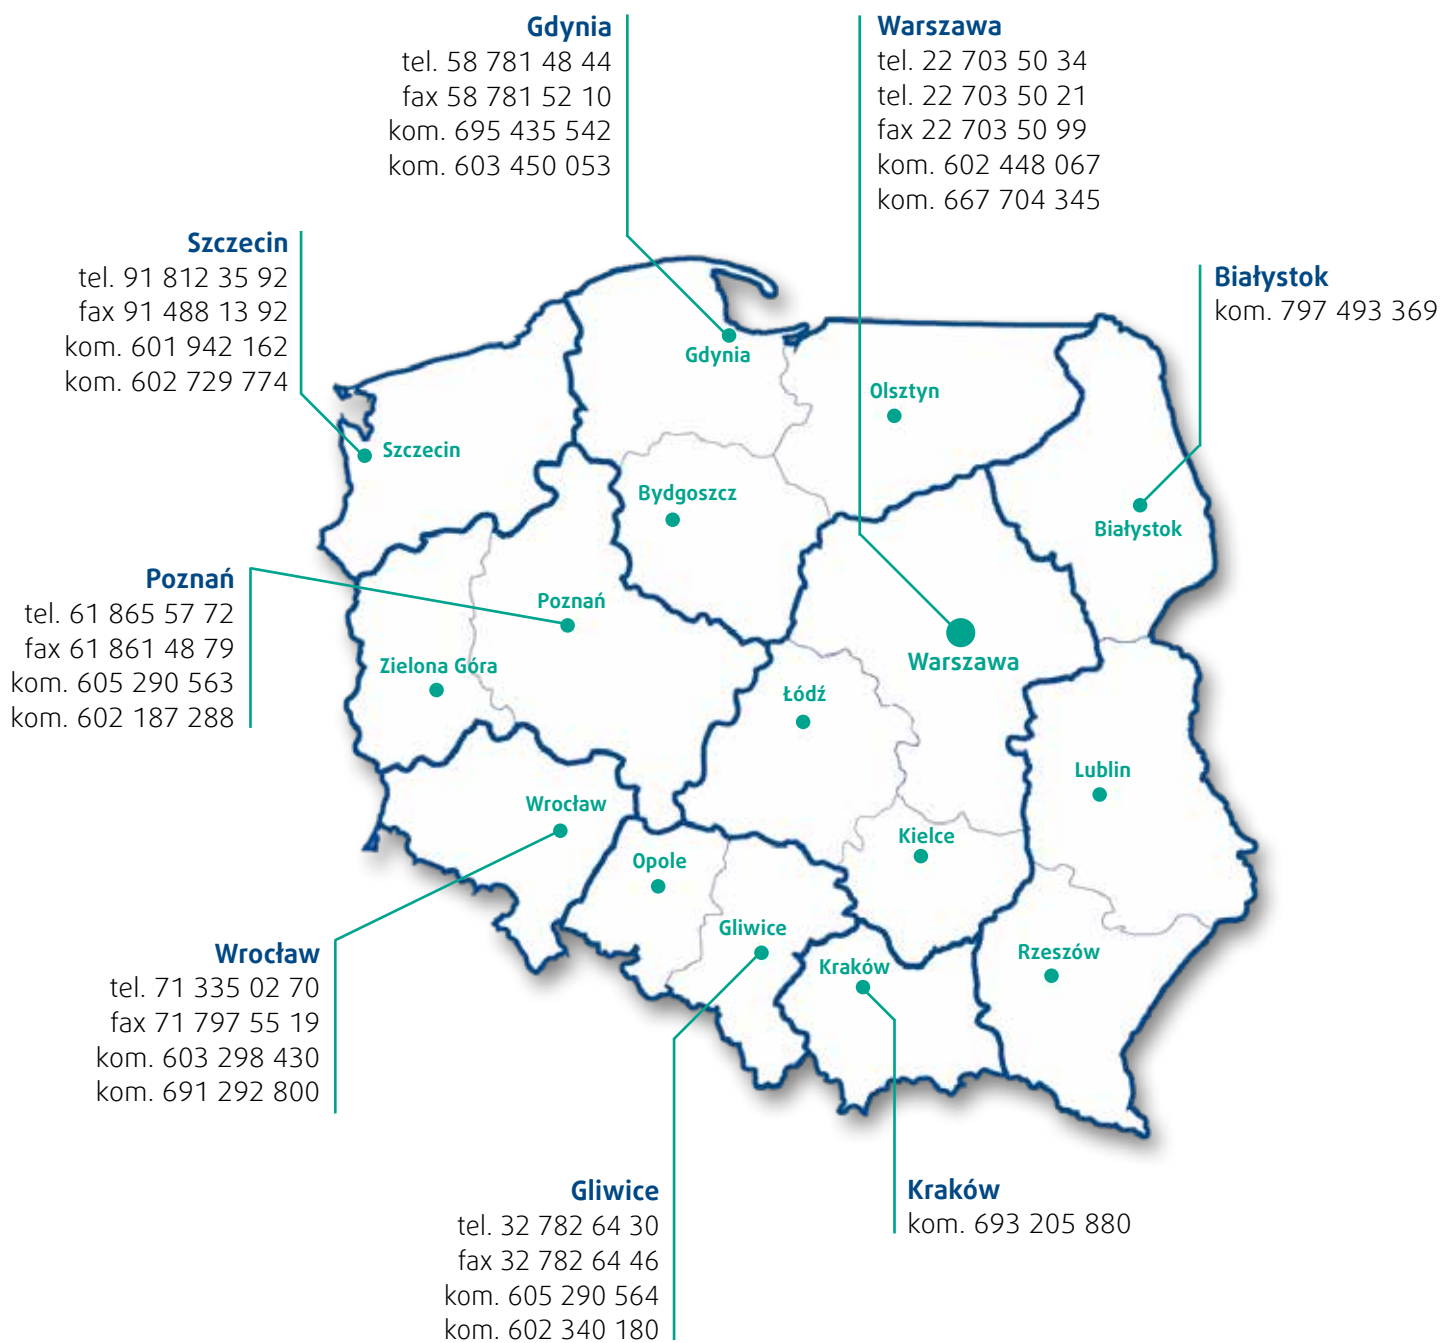 Gdynia
tel. 58 781 48 44
fax 58 781 52 10
kom. 695 435 542
kom. 603 450 053
Warszawa
tel. 22 703 50 34
tel. 22 703 50 21
fax 22 703 50 99
kom. 602 448 067
kom. 667 704 345
Szczecin
tel. 91 812 35 92
fax 91 488 13 92
kom. 601 942 162
kom. 602 729 774
Białystok
kom. 797 493 369
Gdynia
Olsztyn
Szczecin
Bydgoszcz
Białystok
Poznań
tel. 61 865 57 72
fax 61 861 48 79
kom. 605 290 563
kom. 602 187 288
Poznań
Zielona Góra
Warszawa
Łódź
Lublin
Wrocław
Kielce
Opole
Gliwice
Kraków
Rzeszów
Wrocław
tel. 71 335 02 70
fax 71 797 55 19
kom. 603 298 430
kom. 691 292 800
Gliwice
tel. 32 782 64 30
fax 32 782 64 46
kom. 605 290 564
kom. 602 340 180
Kraków
kom. 693 205 880